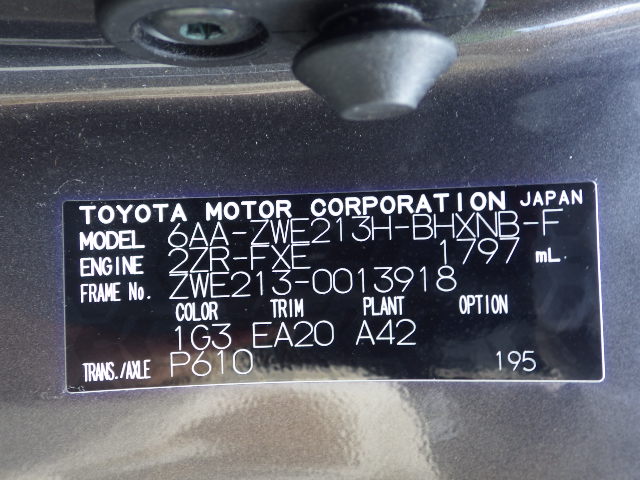 TOYOTA MOTOR CORPORATION JAPAN
MODEL 6AA-ZWE213H-BHXNB-F
ENGINE 2ZR-FXE 1797 mL
FRAME No. ZWE213-0013918
COLOR TRIM PLANT OPTION
1G3 EA20 A42
TRANS./AXLE P610 195